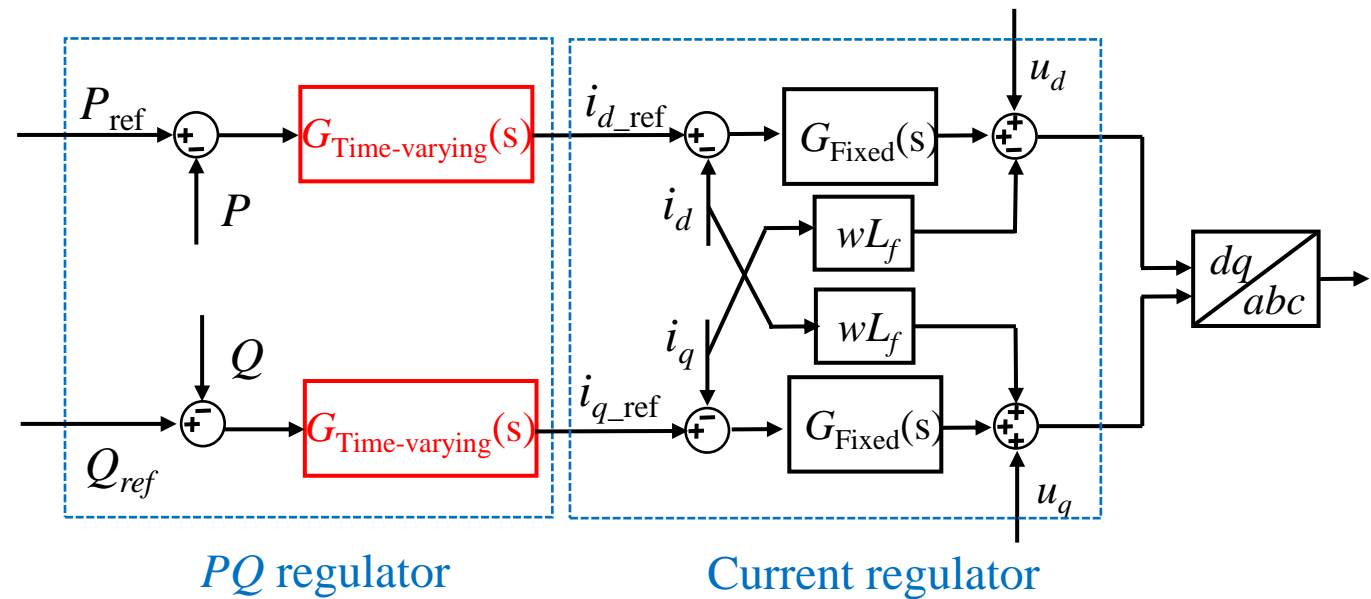 u_d
P_ref
G_Time-varying(s)
i_d_ref
G_Fixed(s)
P
i_d
wL_f
dq
abc
Q
i_q
wL_f
G_Time-varying(s)
i_q_ref
G_Fixed(s)
Q_ref
u_q
PQ regulator
Current regulator